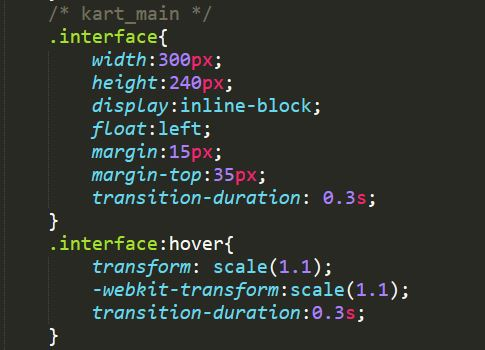 /* kart_main */
.interface{
width:300px;
height:240px;
display:inline-block;
float:left;
margin:15px;
margin-top:35px;
transition-duration: 0.3s;
}
.interface:hover{
transform: scale(1.1);
-webkit-transform:scale(1.1);
transition-duration:0.3s;
}